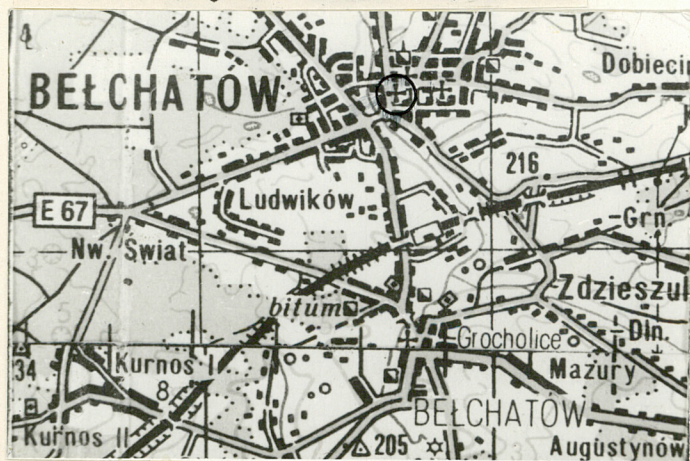 Dobiecin
BEŁCHATÓW
216
Ludwików
E 67
Grn.
Nw. Świat
Zdzieszul
bitum
Grocholice
Dln.
34
Kurnos I
Mazury
8
BEŁCHATÓW
Kurnos II
205
Augustynów